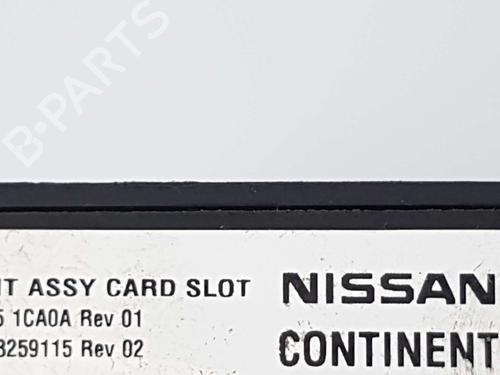 B-PARTS
IT ASSY CARD SLOT NISSAN
5 1CA0A Rev 01
3259115 Rev 02 CONTINENT